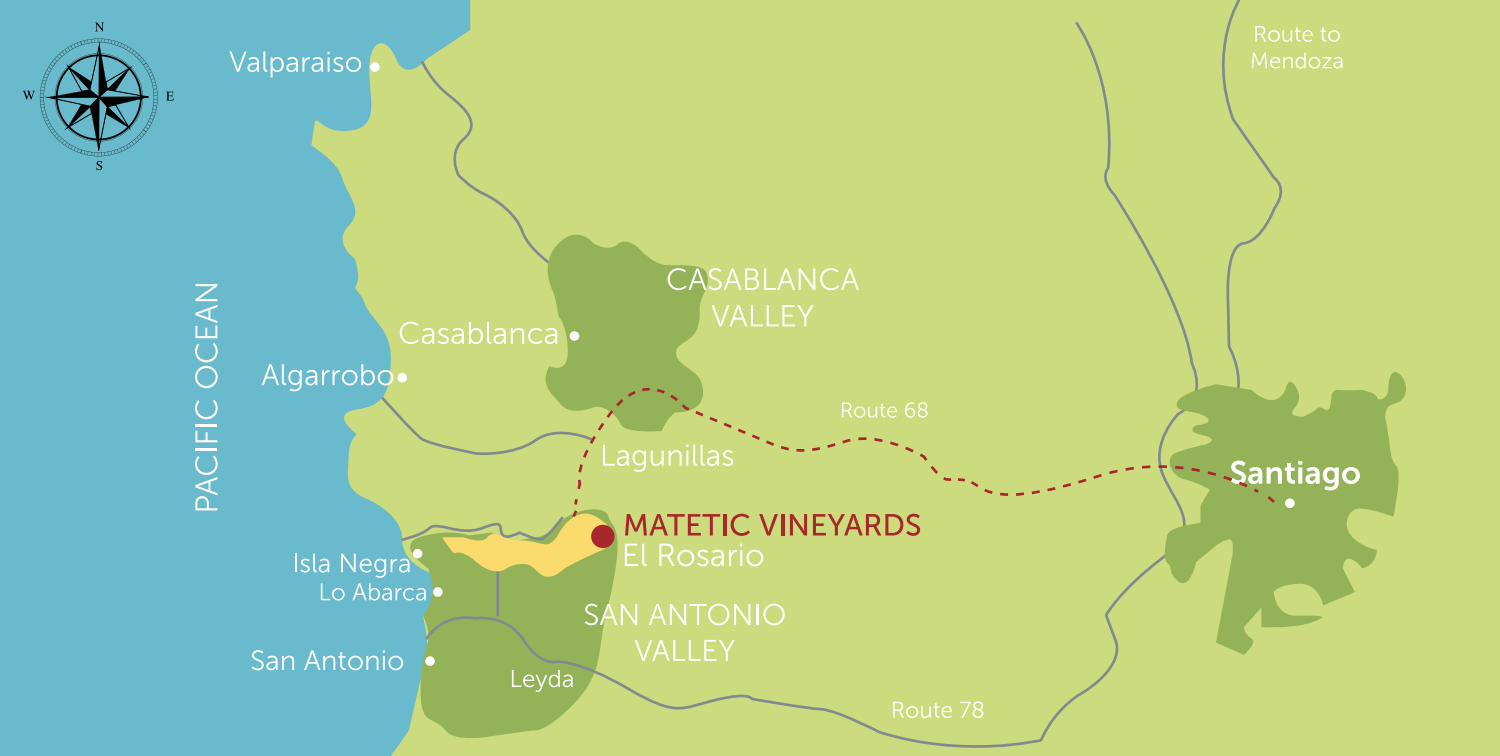 N
W
E
S
Valparaiso
Route to
Mendoza
PACIFIC OCEAN
CASABLANCA
VALLEY
Casablanca
Algarrobo
Route 68
Lagunillas
Santiago
MATETIC VINEYARDS
El Rosario
Isla Negra
Lo Abarca
SAN ANTONIO
VALLEY
San Antonio
Leyda
Route 78